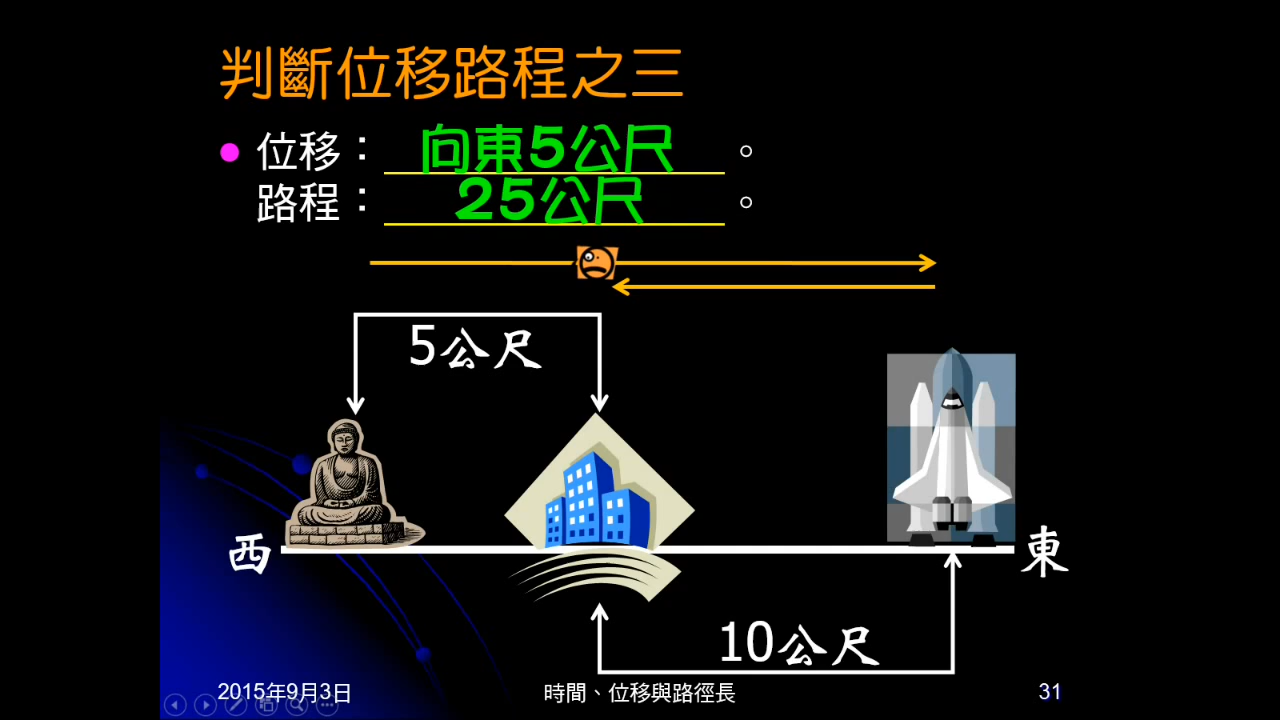 判斷位移路程之三
位移：向東5公尺。
路程：25公尺。
5公尺
西
東
10公尺
2015年9月3日
時間、位移與路徑長
31